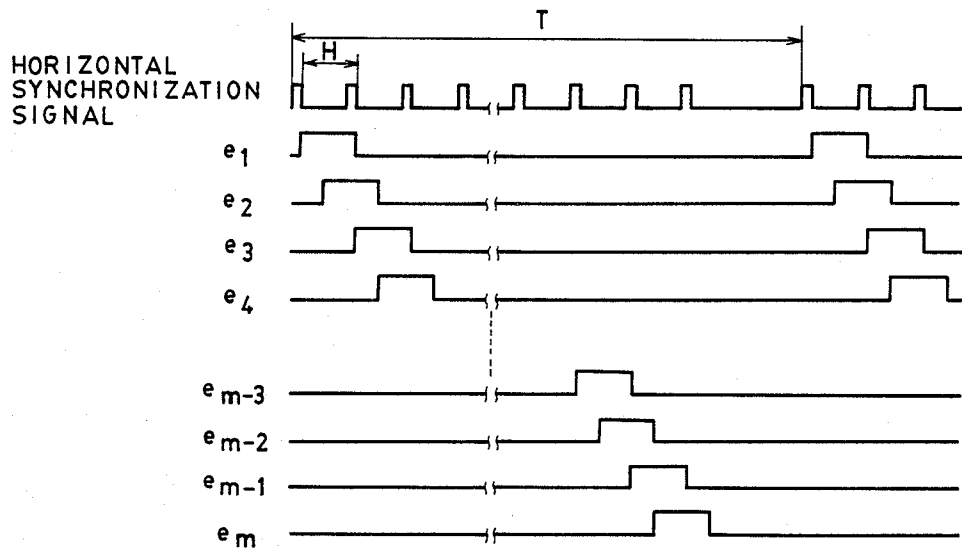 T
H
HORIZONTAL
SYNCHRONIZATION
SIGNAL
e1
e2
e3
e4
em-3
em-2
em-1
em